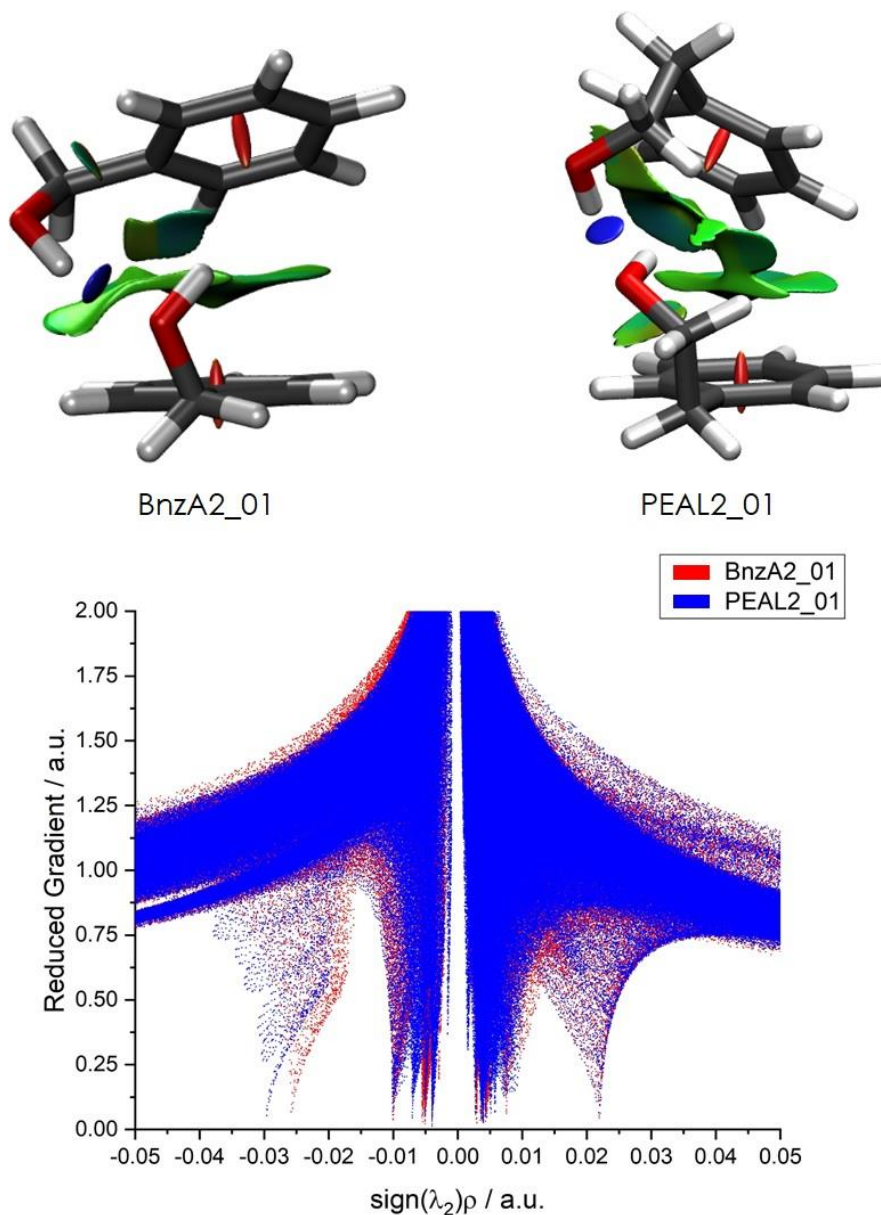 BnzA2_01 PEAL2_01
BnzA2_01
PEAL2_01
Reduced Gradient / a.u.
2.00
1.75
1.50
1.25
1.00
0.75
0.50
0.25
0.00
-0.05 -0.04 -0.03 -0.02 -0.01 0.00 0.01 0.02 0.03 0.04 0.05
sign(λ₂)ρ / a.u.